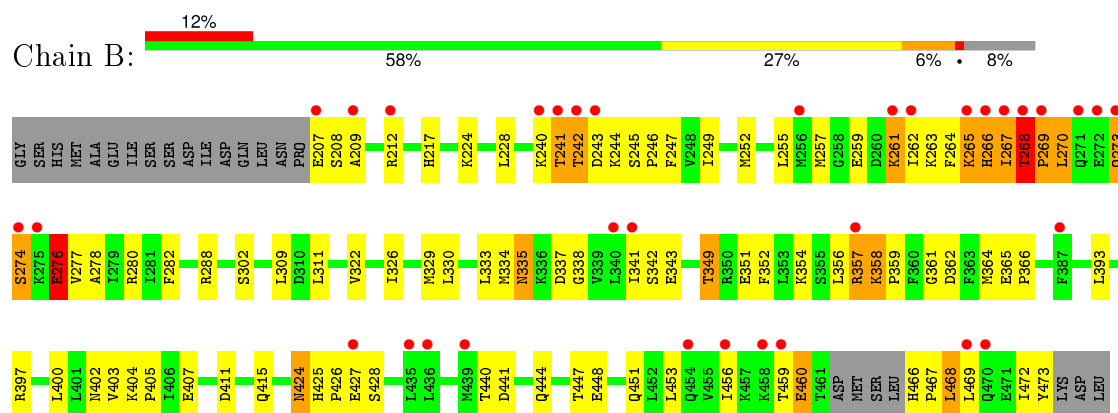 12%
Chain B:
58% 27% 6% • 8%
GLY SER HIS MET ALA GLU ILE SER SER ASP ILE ASP GLN LEU ASN PRO E207 S208 A209 R212 H217 K224 L228 K240 T241 T242 D243 K244 S245 P246 F247 V248 I249 M252 L255 M256 M257 G258 E259 D260 K261 I262 K263 F264 K265 H266 I267 T268 P269 L270 Q271 E272 Q273
S274 K275 E276 V277 A278 I279 R280 I281 F282 R288 S302 L309 D310 L311 V322 I326 M329 L330 L333 M334 N335 K336 D337 G338 V339 L340 I341 S342 E343 T349 R350 E351 F352 L353 K354 S355 L356 R357 K358 P359 F360 G361 D362 F363 M364 E365 P366 F387 L393
R397 L400 L401 N402 V403 K404 P405 I406 E407 D411 Q415 N424 H425 P426 E427 S428 L435 L436 M439 T440 D441 Q444 T447 E448 Q451 L452 L453 Q454 V455 I456 K457 K458 T459 E460 T461 ASP MET SER LEU H466 P467 L468 L469 Q470 E471 I472 Y473 LYS ASP LEU